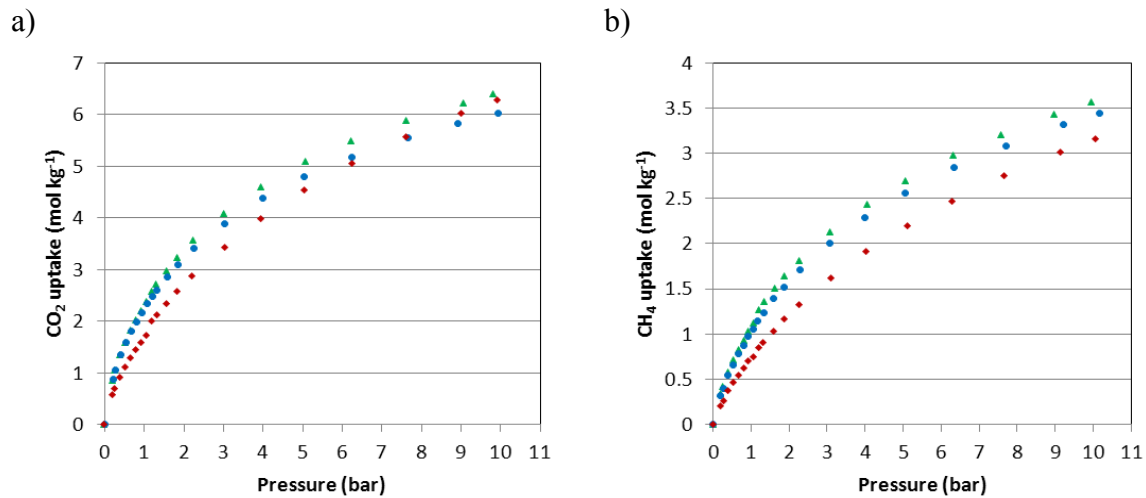 a)
7
6
5
4
3
2
1
0
CO2 uptake (mol kg-1)
0 1 2 3 4 5 6 7 8 9 10 11
Pressure (bar)
b)
4
3.5
3
2.5
2
1.5
1
0.5
0
CH4 uptake (mol kg-1)
0 1 2 3 4 5 6 7 8 9 10 11
Pressure (bar)